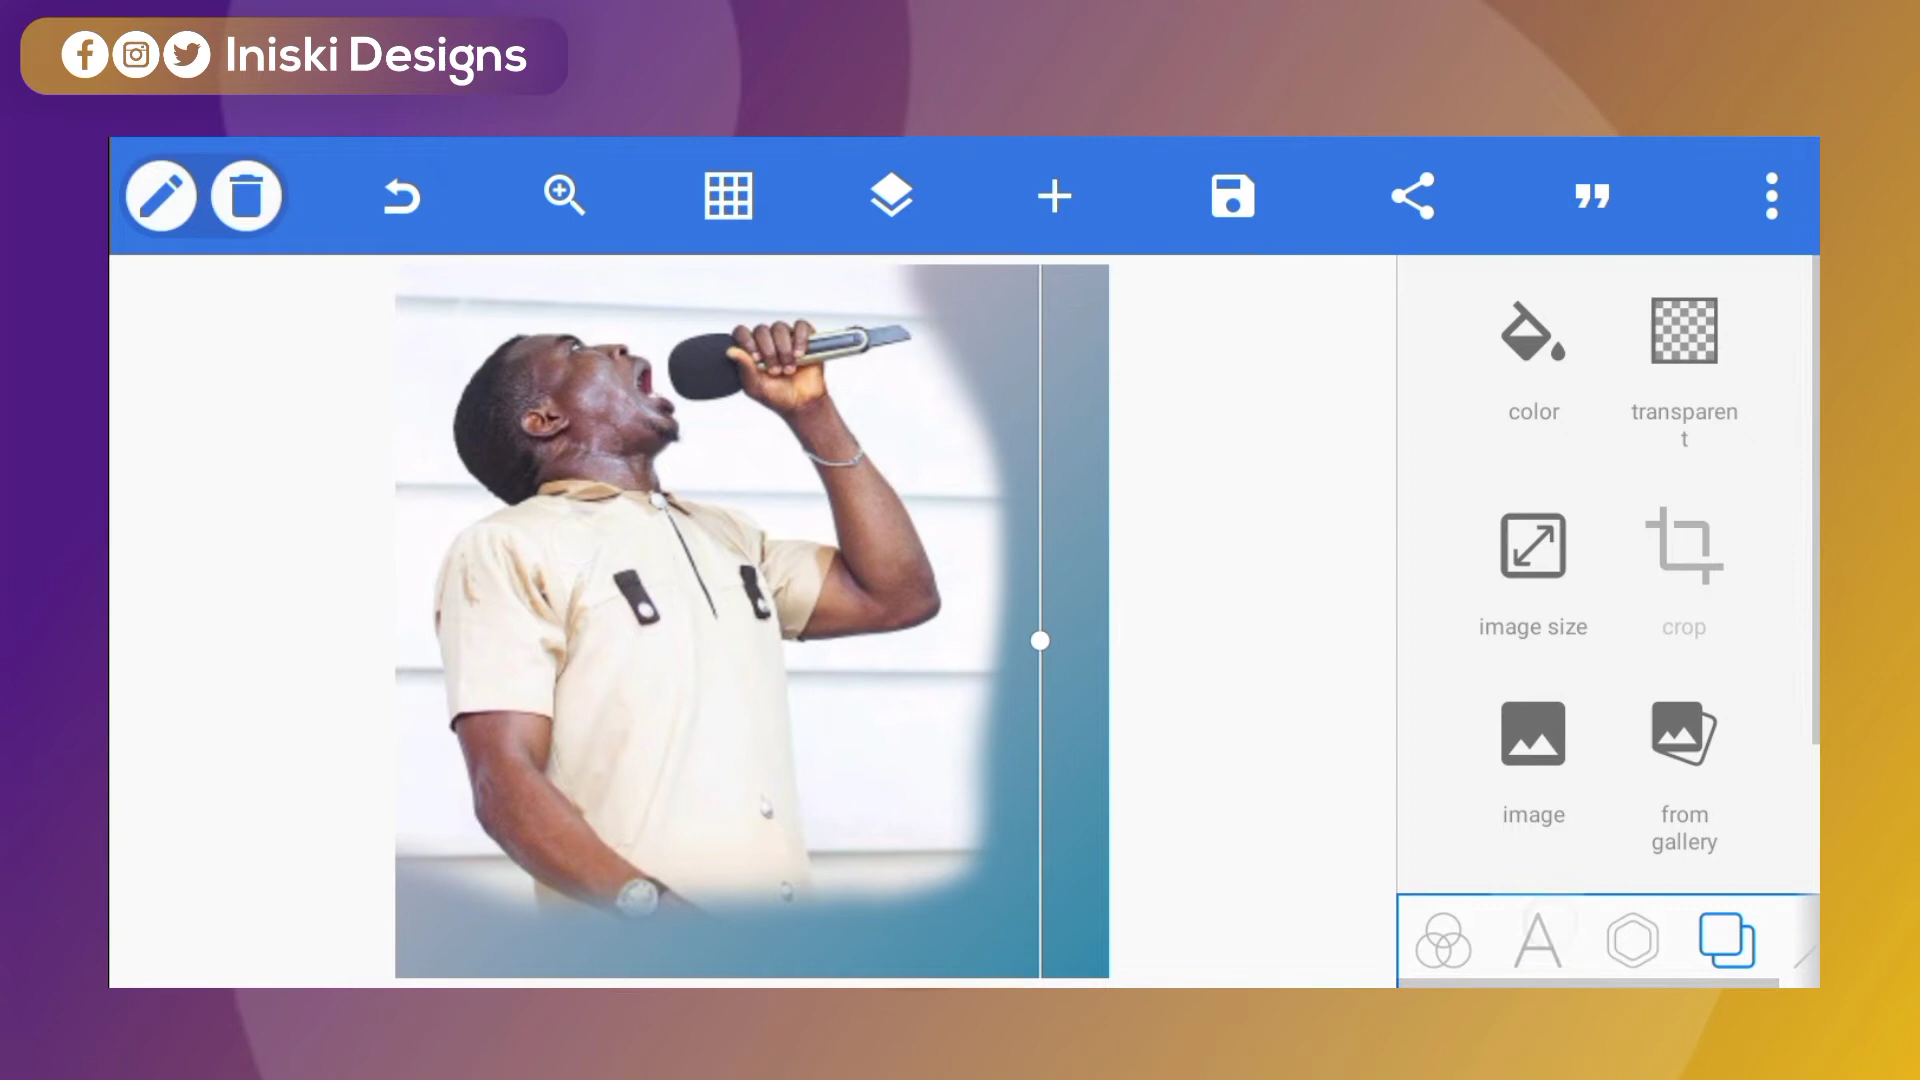 Iniski Designs
color
transparen
t
image size
crop
image
from
gallery